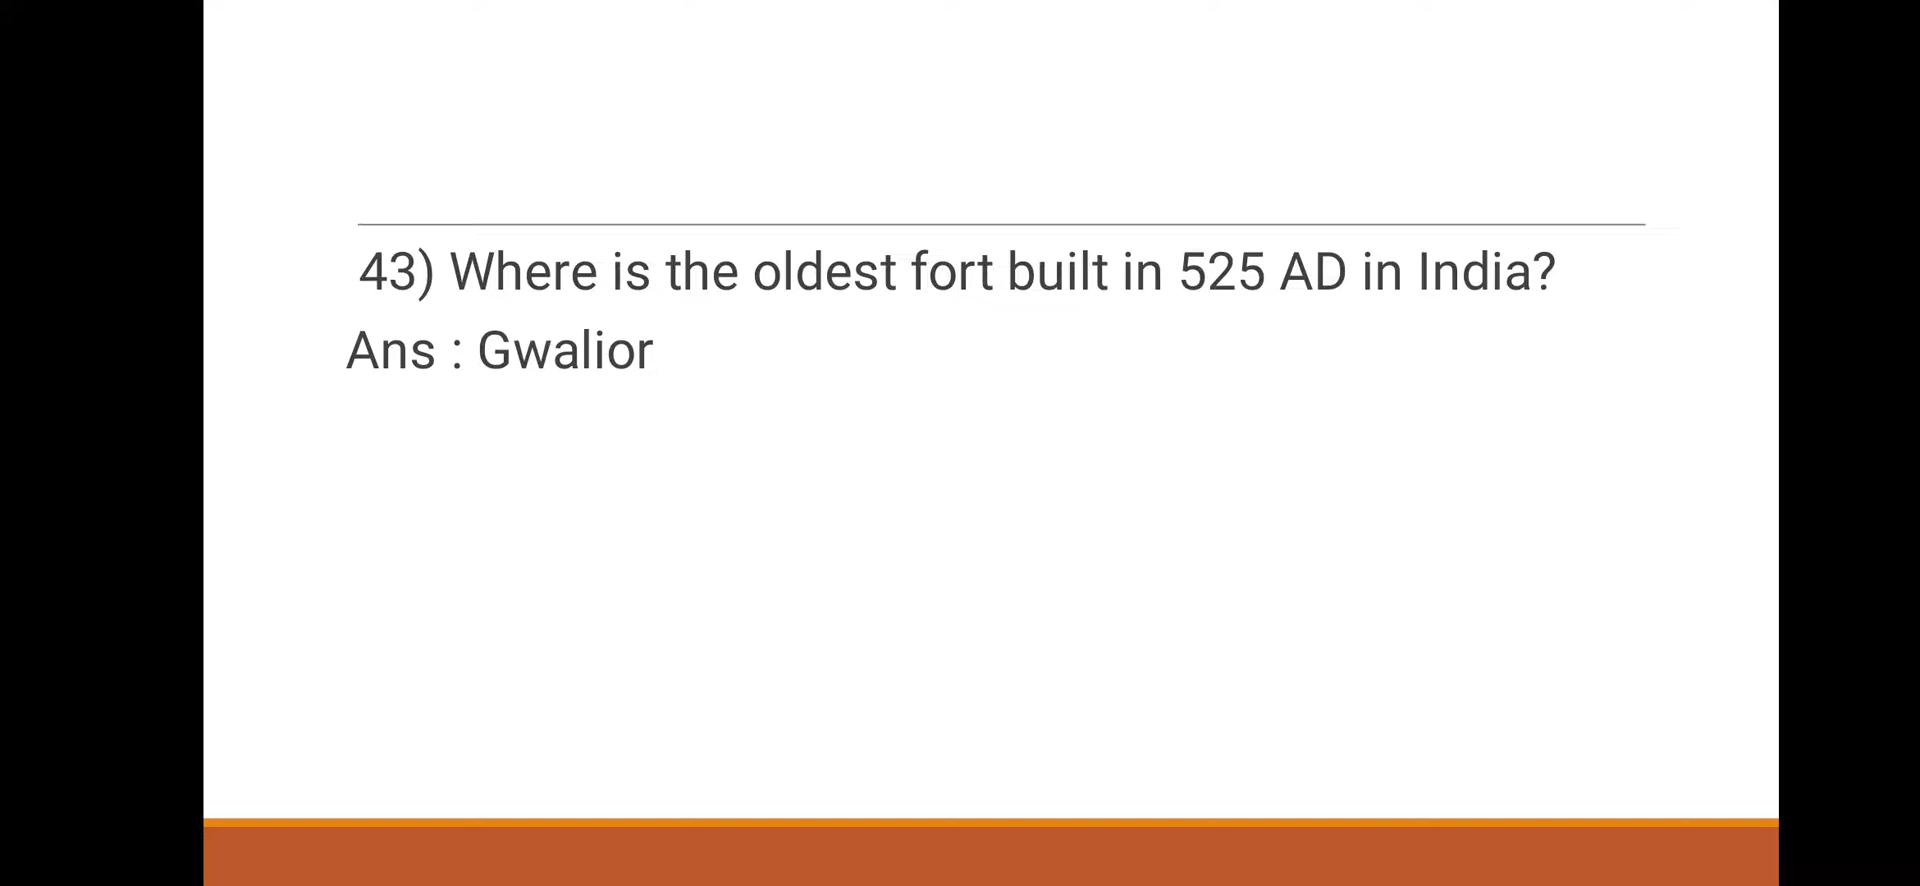 43) Where is the oldest fort built in 525 AD in India?
Ans : Gwalior